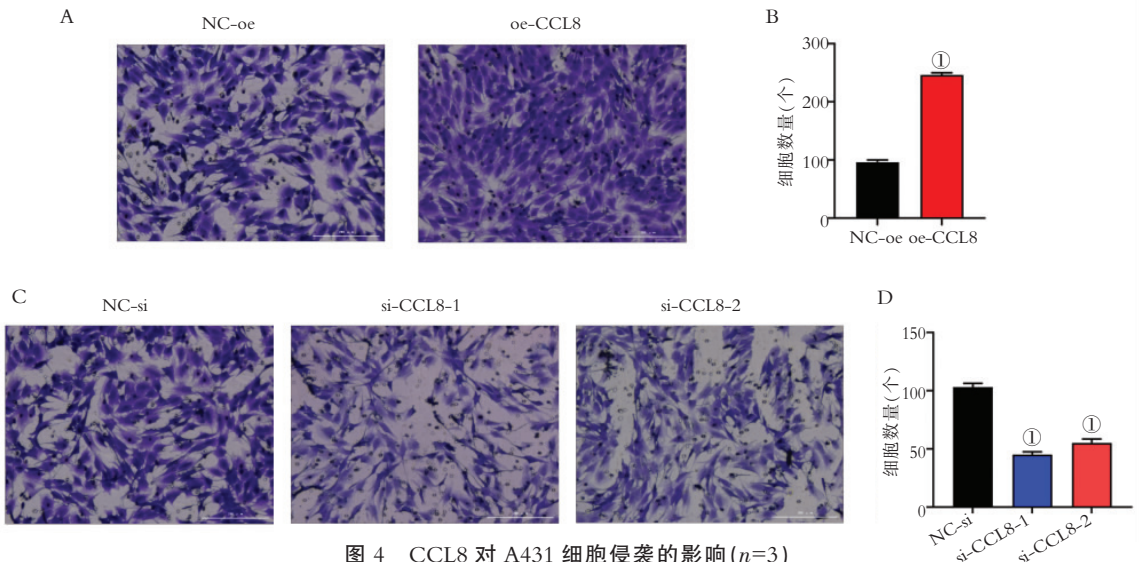 A
NC-oe
oe-CCL8
B
细胞数量(个)
300
200
100
0
①
NC-oe oe-CCL8
C
NC-si
si-CCL8-1
si-CCL8-2
D
细胞数量(个)
150
100
50
0
①
①
NC-si
si-CCL8-1
si-CCL8-2
图 4 CCL8 对 A431 细胞侵袭的影响(n=3)